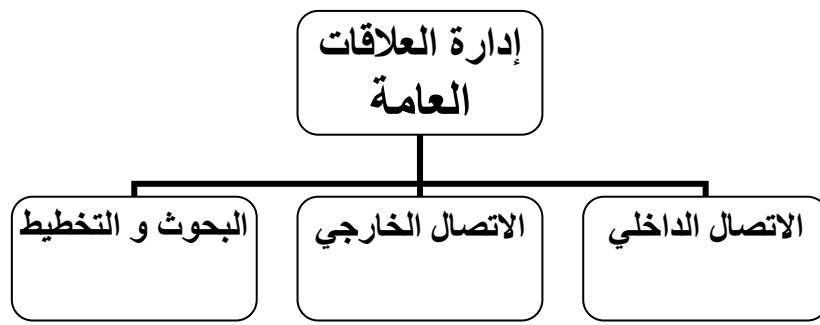 إدارة العلاقات
العامة
الاتصال الداخلي
الاتصال الخارجي
البحوث و التخطيط